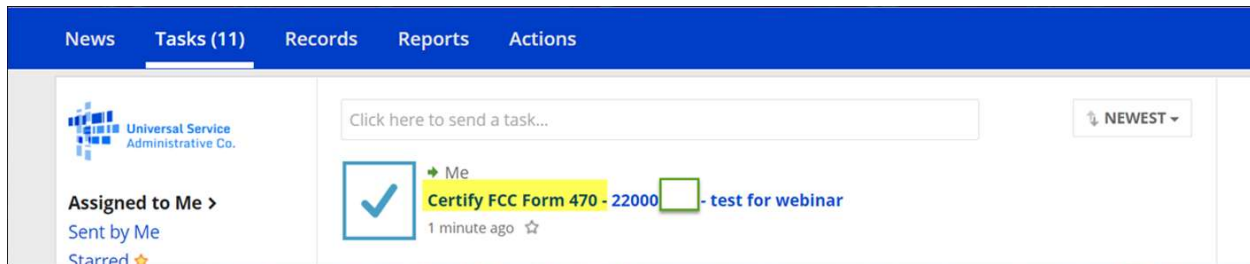 News Tasks (11) Records Reports Actions
Universal Service
Administrative Co.
Click here to send a task...
NEWEST
Me
Certify FCC Form 470 - 22000 - test for webinar
1 minute ago
Assigned to Me >
Sent by Me
Starred